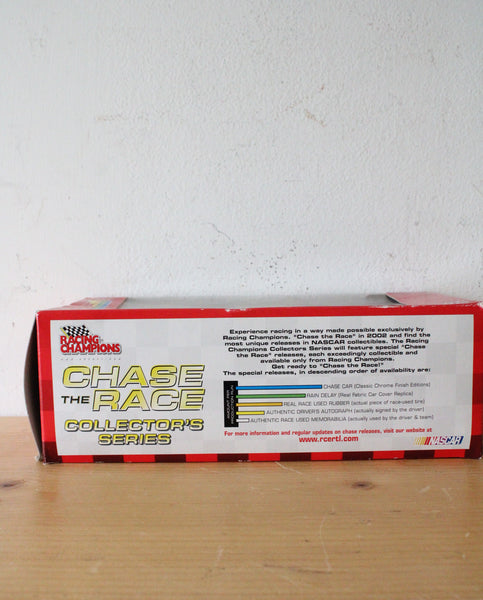 RACING
CHAMPIONS
CHASE
THE RACE
COLLECTOR'S
SERIES
Experience racing in a way made possible exclusively by
Racing Champions. "Chase the Race" in 2002 and find the
most unique releases in NASCAR collectibles. The Racing
Champions Collectors Series will feature special "Chase
the Race" releases, each exceedingly collectible and
available only from Racing Champions.
Get ready to "Chase the Race!"
The special releases, in descending order of availability are:
CHASE CAR (Classic Chrome Finish Editions)
RAIN DELAY (Real Fabric Car Cover Replica)
REAL RACE USED RUBBER (actual piece of race-used tire)
AUTHENTIC DRIVER'S AUTOGRAPH (actually signed by the driver)
AUTHENTIC RACE USED MEMORABILIA (actually used by the driver & team)
For more information and regular updates on chase releases, visit our website at
www.rcertl.com
NASCAR